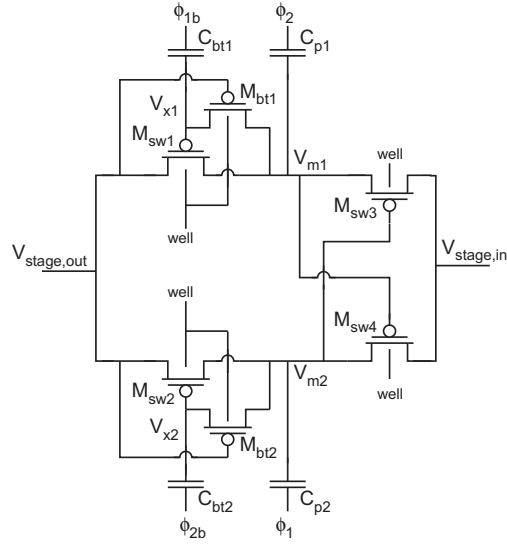 ϕ1b ϕ2
Cbt1 Cp1
Vx1 Mbt1
Msw1
Vm1 well
well Msw3
Vstage,out Vstage,in
well
Msw4
Msw2 Vm2 well
Vx2 Mbt2
Cbt2 Cp2
ϕ2b ϕ1